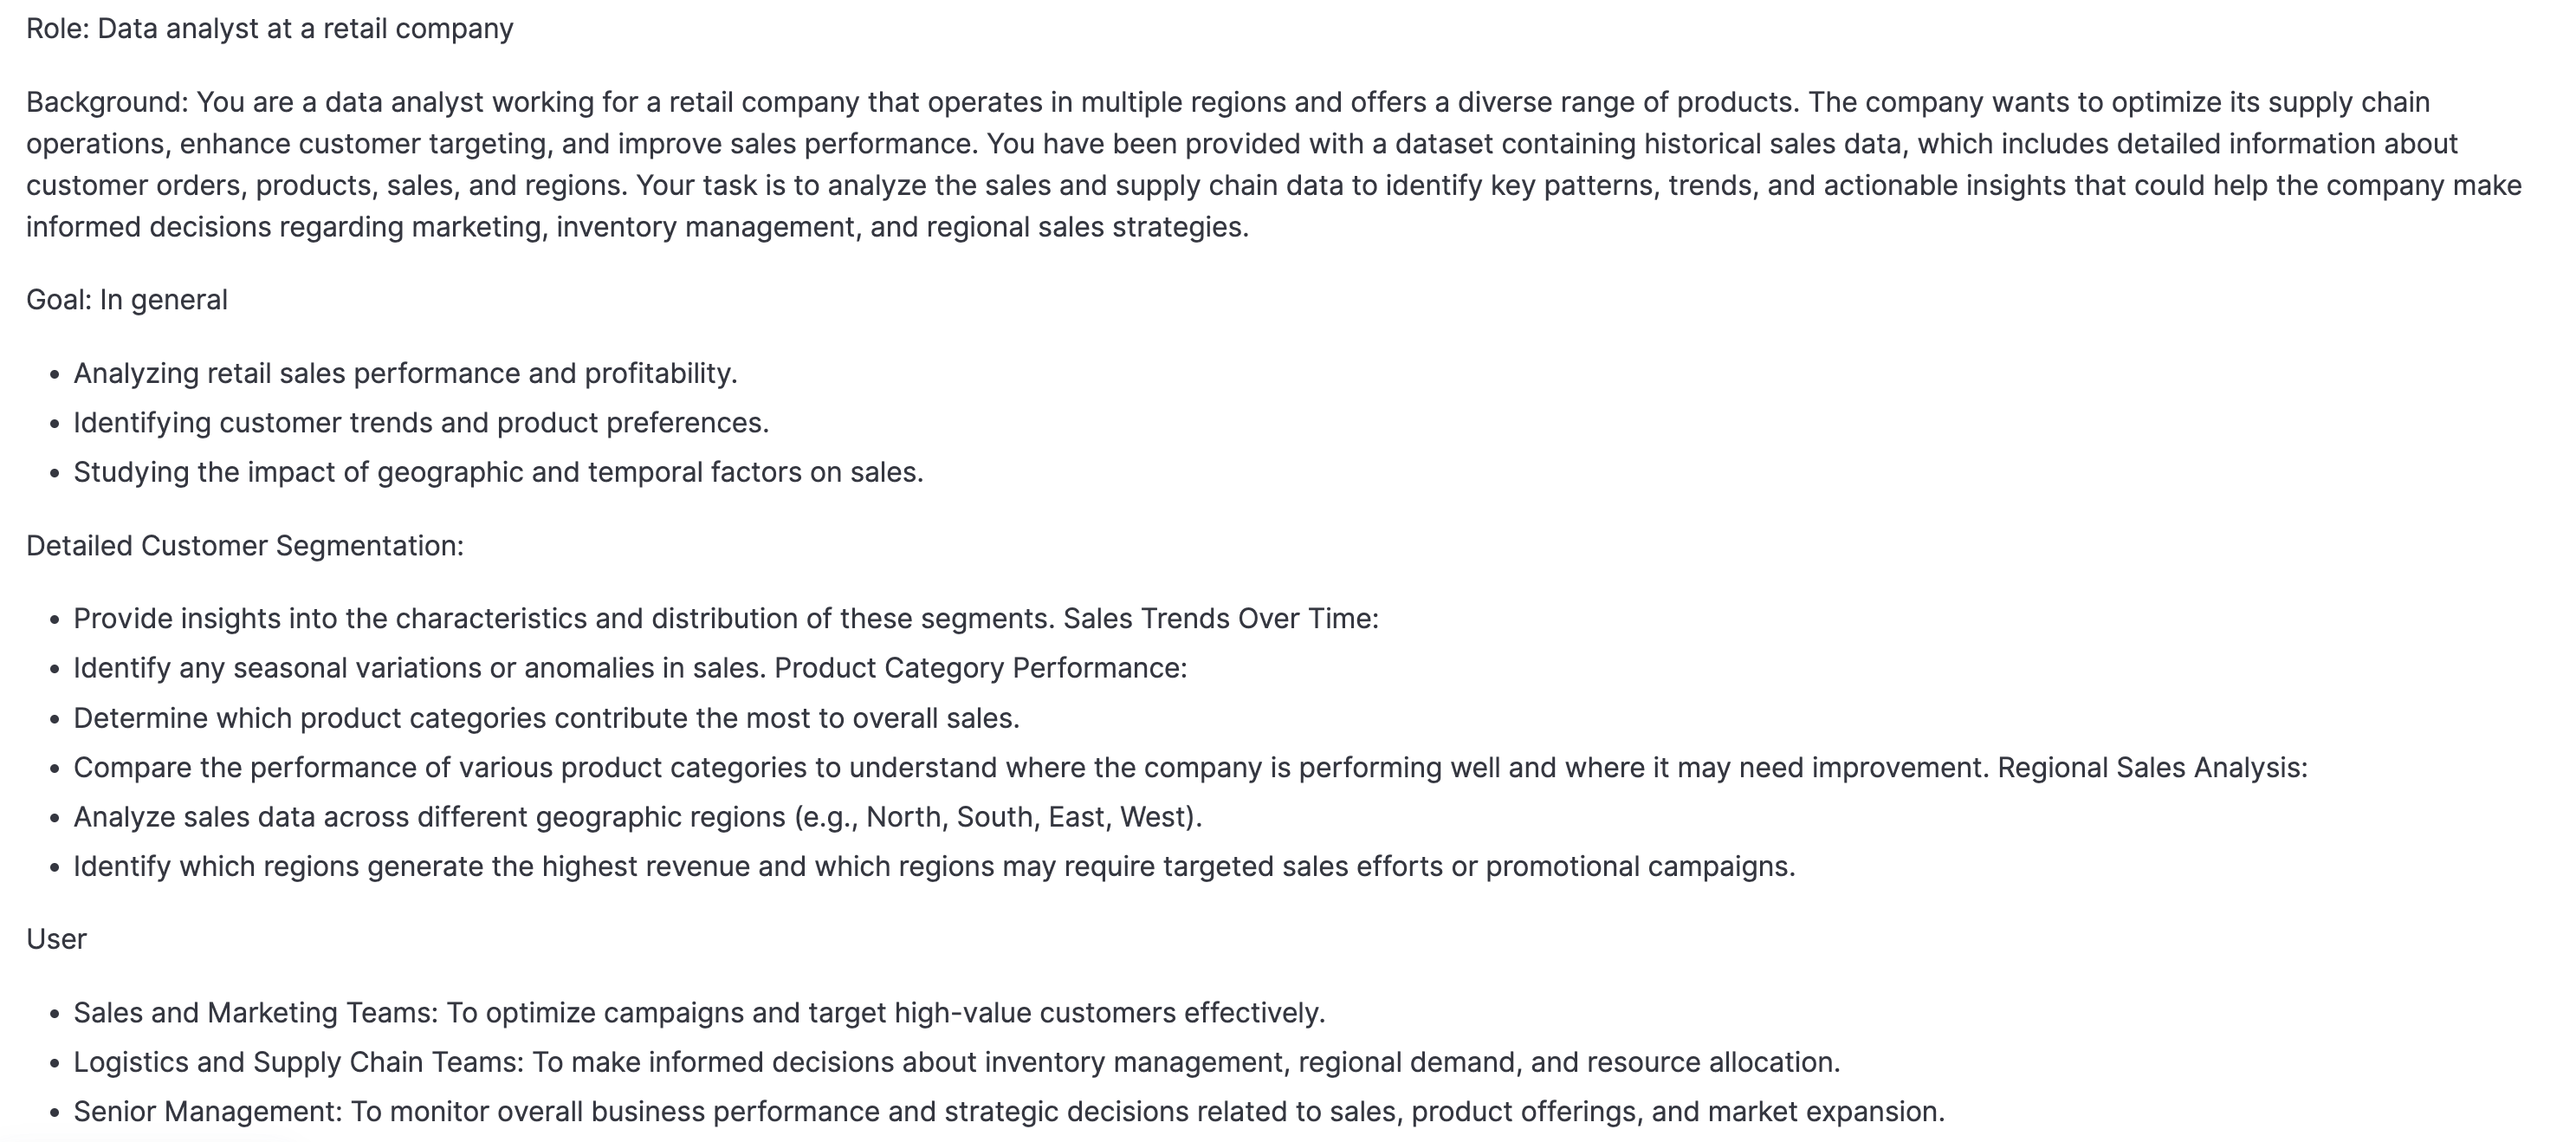 Role: Data analyst at a retail company
Background: You are a data analyst working for a retail company that operates in multiple regions and offers a diverse range of products. The company wants to optimize its supply chain
operations, enhance customer targeting, and improve sales performance. You have been provided with a dataset containing historical sales data, which includes detailed information about
customer orders, products, sales, and regions. Your task is to analyze the sales and supply chain data to identify key patterns, trends, and actionable insights that could help the company make
informed decisions regarding marketing, inventory management, and regional sales strategies.
Goal: In general
• Analyzing retail sales performance and profitability.
• Identifying customer trends and product preferences.
• Studying the impact of geographic and temporal factors on sales.
Detailed Customer Segmentation:
• Provide insights into the characteristics and distribution of these segments. Sales Trends Over Time:
• Identify any seasonal variations or anomalies in sales. Product Category Performance:
• Determine which product categories contribute the most to overall sales.
• Compare the performance of various product categories to understand where the company is performing well and where it may need improvement. Regional Sales Analysis:
• Analyze sales data across different geographic regions (e.g., North, South, East, West).
• Identify which regions generate the highest revenue and which regions may require targeted sales efforts or promotional campaigns.
User
• Sales and Marketing Teams: To optimize campaigns and target high-value customers effectively.
• Logistics and Supply Chain Teams: To make informed decisions about inventory management, regional demand, and resource allocation.
• Senior Management: To monitor overall business performance and strategic decisions related to sales, product offerings, and market expansion.